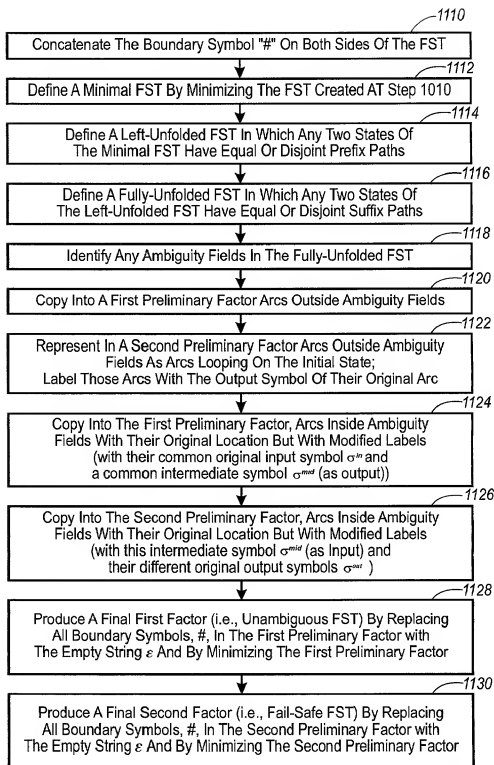 1110
Concatenate The Boundary Symbol "#" On Both Sides Of The FST
1112
Define A Minimal FST By Minimizing The FST Created AT Step 1010
1114
Define A Left-Unfolded FST In Which Any Two States Of
The Minimal FST Have Equal Or Disjoint Prefix Paths
1116
Define A Fully-Unfolded FST In Which Any Two States Of
The Left-Unfolded FST Have Equal Or Disjoint Suffix Paths
1118
Identify Any Ambiguity Fields In The Fully-Unfolded FST
1120
Copy Into A First Preliminary Factor Arcs Outside Ambiguity Fields
1122
Represent In A Second Preliminary Factor Arcs Outside Ambiguity
Fields As Arcs Looping On The Initial State;
Label Those Arcs With The Output Symbol Of Their Original Arc
1124
Copy Into The First Preliminary Factor, Arcs Inside Ambiguity
Fields With Their Original Location But With Modified Labels
(with their common original input symbol σⁱⁿ and
a common intermediate symbol σᵐⁱᵈ (as output))
1126
Copy Into The Second Preliminary Factor, Arcs Inside Ambiguity
Fields With Their Original Location But With Modified Labels
(with this intermediate symbol σᵐⁱᵈ (as Input) and
their different original output symbols σᵒᵘᵗ )
1128
Produce A Final First Factor (i.e., Unambiguous FST) By Replacing
All Boundary Symbols, #, In The First Preliminary Factor with
The Empty String ε And By Minimizing The First Preliminary Factor
1130
Produce A Final Second Factor (i.e., Fail-Safe FST) By Replacing
All Boundary Symbols, #, In The Second Preliminary Factor with
The Empty String ε And By Minimizing The Second Preliminary Factor